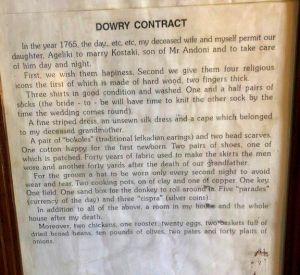 DOWRY CONTRACT
In the year 1765, the day.. etc. etc, my deceased wife and myself permit our
daughter, Ageliki to marry Kostaki, son of Mr. Andoni and to take care
of him day and night.
- First, we wish them hapiness. Second we give them four religious
icons the first of which is made of hard wood, two fingers thick.
Three shirts in good condition and washed. One and a half pairs of
socks (the bride - to - be will have time to knit the other sock by the
time the wedding comes round).
A fine striped dress, an unsewn silk dress and a cape which belonged
to my deceased grandmother.
A pair of "bokoles" (traditional lefkadian earings) and two head scarves.
One cotton happy for the first newborn. Two pairs of shoes, one of
which is patched. Forty years of fabric used to make the skirts the men
wore and another forty yards after the death of our grandfather.
For the groom a hat to be worn only every second night to avoid
wear and tear. Two cooking pots, on of clay and one of copper. One key.
One field. One sand box for the donkey to roll around in. Five "parades"
(currency of the day) and three "tispra" (silver coins).
In addition to all of the above, a room in my home and the whole
house after my death.
Moreover, two chickens, one rooster, twenty eggs, two baskets full of
dried broad beans, ten pounds of olives, two pairs and forty plaits of
onions.